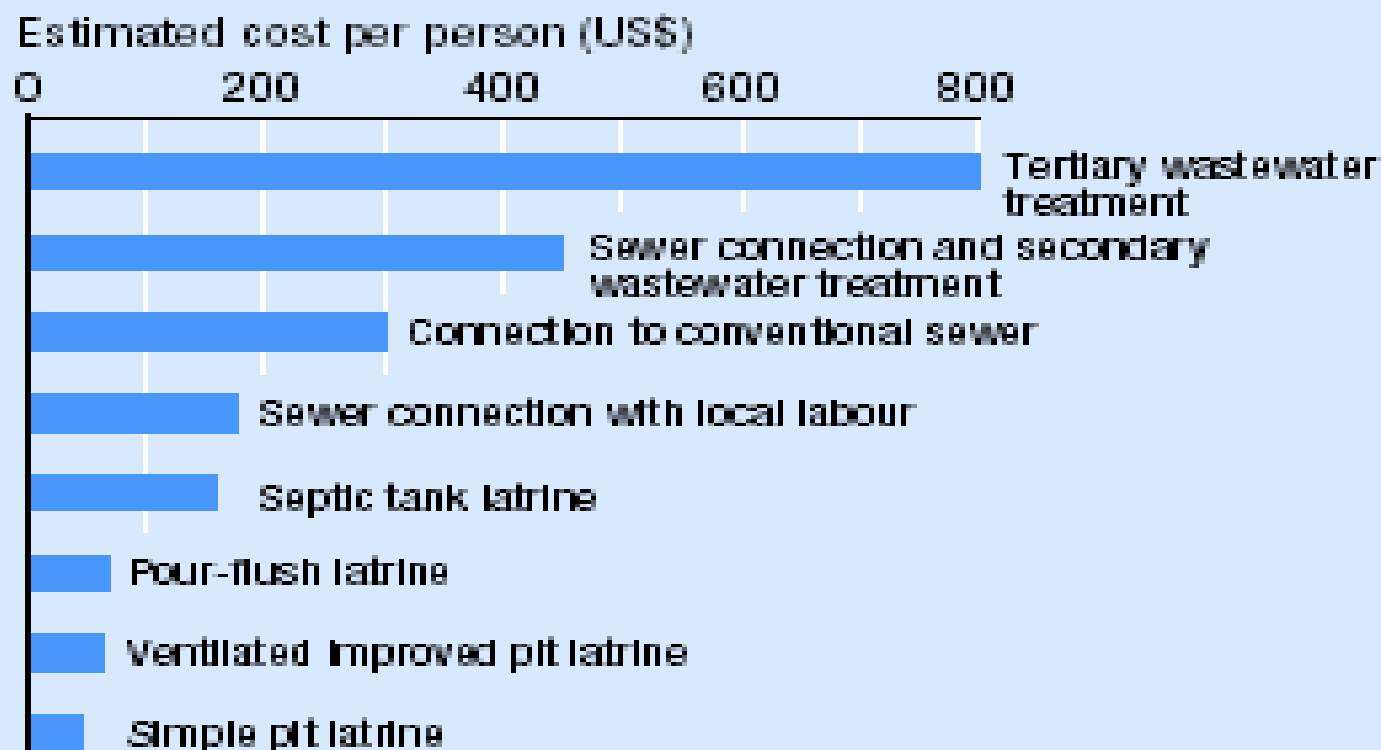 Estimated cost per person (US$)
0 200 400 600 800
Tertiary wastewater
treatment
Sewer connection and secondary
wastewater treatment
Connection to conventional sewer
Sewer connection with local labour
Septic tank latrine
Pour-flush latrine
Ventilated improved pit latrine
Simple pit latrine